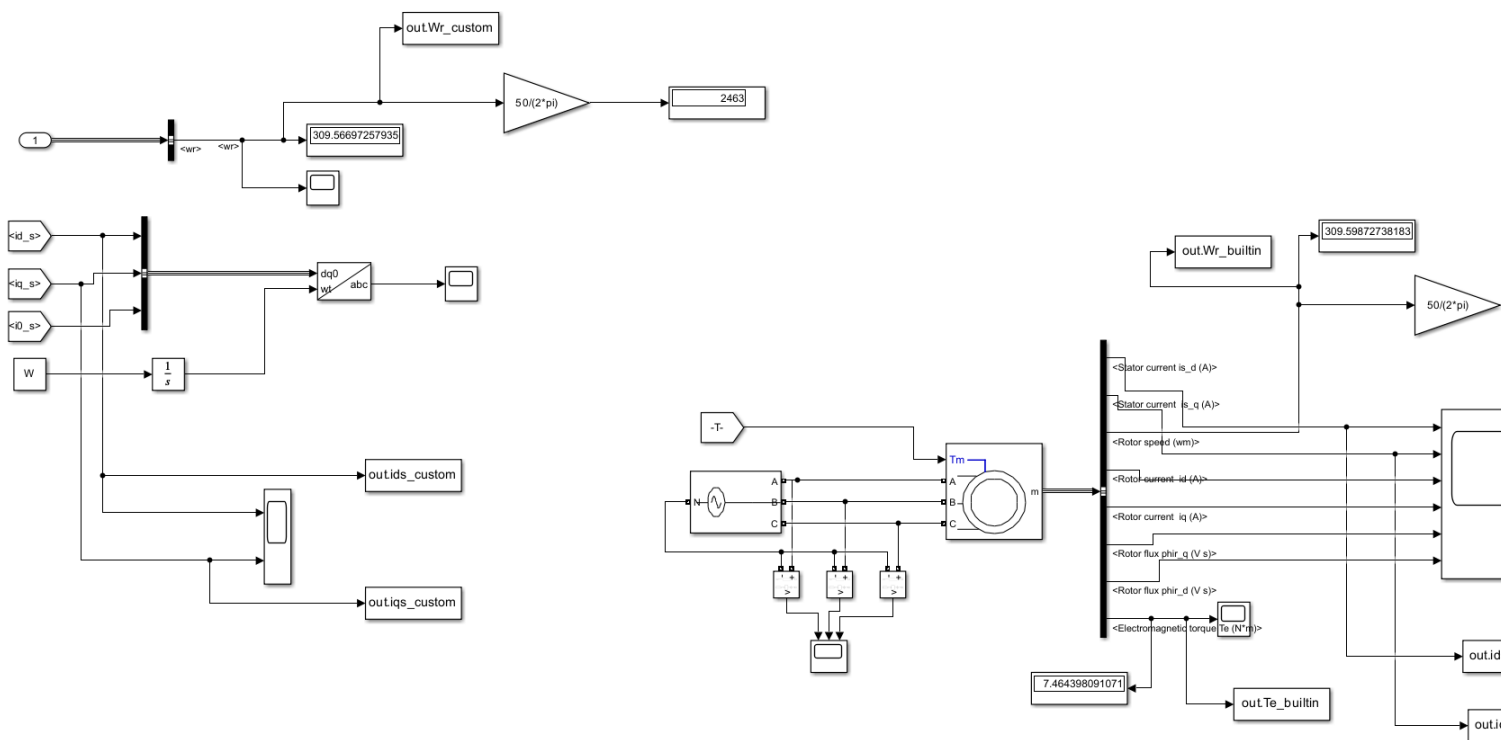 out.Wr_custom
50/(2*pi)
2463
1
<wr>
<wr>
309.56697257935
<id_s>
<iq_s>
<i0_s>
dq0
wt
abc
W
1
s
out.ids_custom
out.iqs_custom
out.Wr_builtin
309.59872738183
50/(2*pi)
<Stator current is_d (A)>
<Stator current is_q (A)>
<Rotor speed (wm)>
<Rotor current id (A)>
<Rotor current iq (A)>
<Rotor flux phir_q (V s)>
<Rotor flux phir_d (V s)>
<Electromagnetic torque Te (N*m)>
-T-
Tm
N
A
B
C
A
B
C
m
- +
>
- +
>
- +
>
7.464398091071
out.Te_builtin
out.id